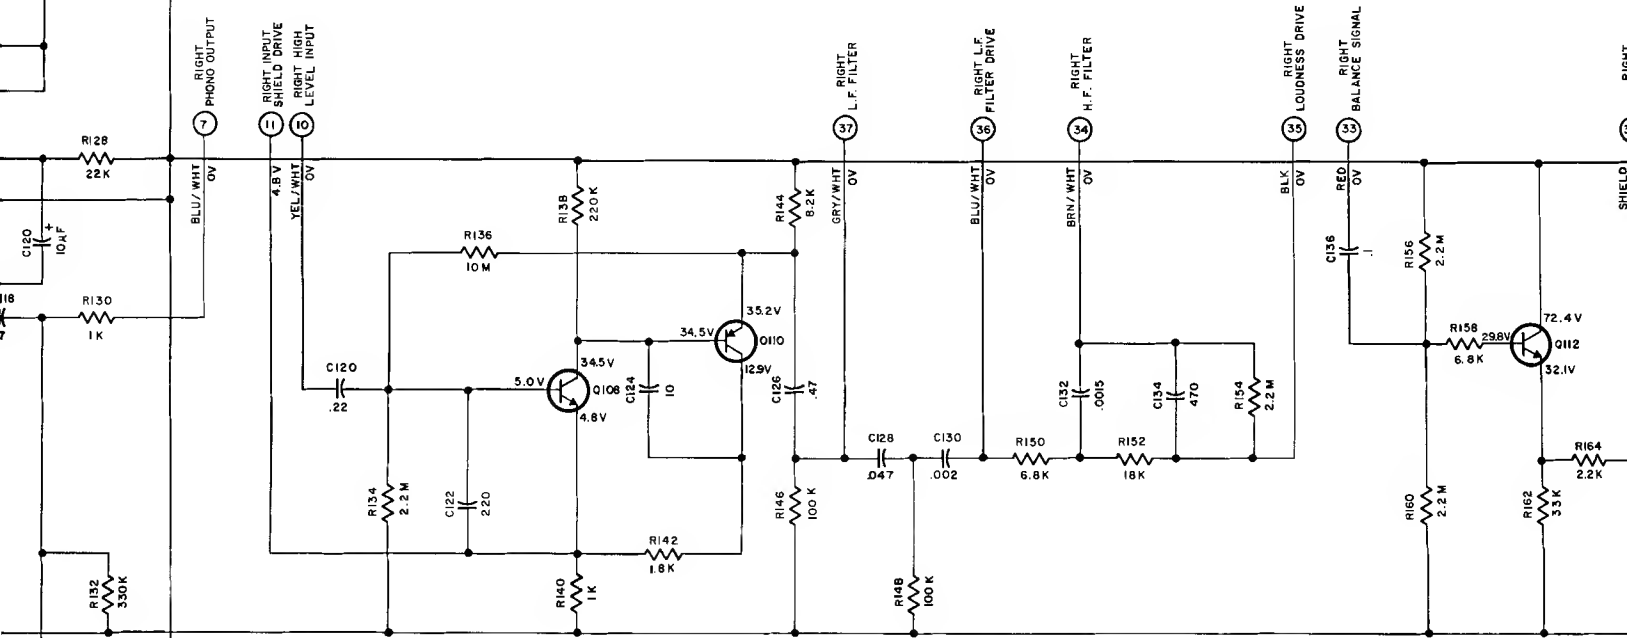 RIGHT
PHONO OUTPUT
7
BLU/WHT
0V
RIGHT INPUT
SHIELD DRIVE
11
4.8 V
RIGHT HIGH
LEVEL INPUT
10
YEL/WHT
0V
RIGHT
L.F. FILTER
37
GRY/WHT
0V
RIGHT L.F.
FILTER DRIVE
36
BLU/WHT
0V
RIGHT
H.F. FILTER
34
BRN/WHT
0V
RIGHT
LOUDNESS DRIVE
35
BLK
0V
RIGHT
BALANCE SIGNAL
33
RED
0V
RIGHT
SHIELD
R128
22K
C120
+
10µF
118
7
R130
1K
R132
330K
R136
10M
R138
220K
R144
8.2K
C120
.22
5.0V
34.5V
Q108
4.8V
C124
10
34.5V
35.2V
Q110
12.9V
C126
.47
R134
2.2M
C122
220
R140
1K
R142
1.8K
R146
100K
C128
.047
C130
.002
R148
100K
R150
6.8K
C132
.0015
R152
18K
C134
470
R154
2.2M
C136
.1
R156
2.2M
R158
6.8K
29.8V
72.4V
Q112
32.1V
R160
2.2M
R162
33K
R164
2.2K